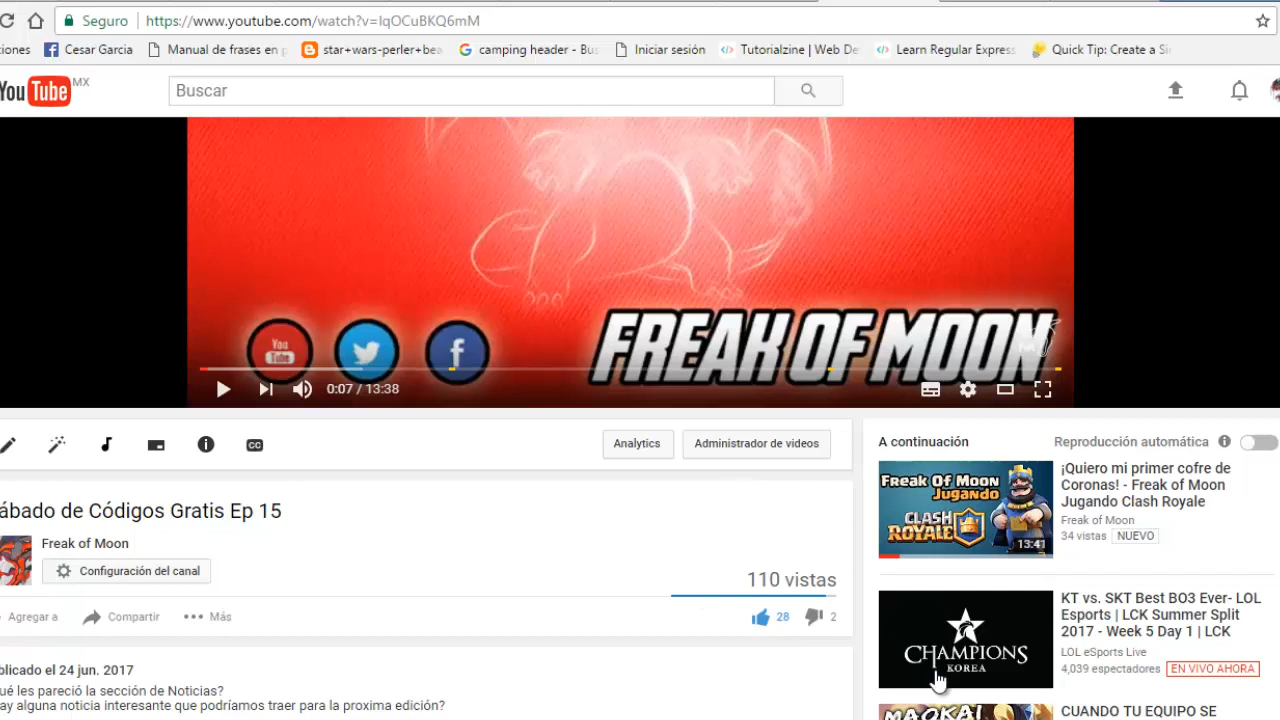 Seguro https://www.youtube.com/watch?v=IqOCuBKQ6mM
iones Cesar Garcia Manual de frases en p star+wars-perler+bea camping header - Bus Iniciar sesión Tutorialzine | Web De Learn Regular Express Quick Tip: Create a Si
YouTube MX Buscar
You Tube
FREAK OF MOON
0:07 / 13:38
CC
Analytics Administrador de videos
A continuación Reproducción automática
ábado de Códigos Gratis Ep 15
Freak of Moon
Configuración del canal
110 vistas
Agregar a Compartir Más
28 2
blicado el 24 jun. 2017
ué les pareció la sección de Noticias?
ay alguna noticia interesante que podríamos traer para la proxima edición?
Freak Of Moon
Jugando
CLASH
ROYALE
13:41
¡Quiero mi primer cofre de
Coronas! - Freak of Moon
Jugando Clash Royale
Freak of Moon
34 vistas NUEVO
CHAMPIONS
KOREA
KT vs. SKT Best BO3 Ever- LOL
Esports | LCK Summer Split
2017 - Week 5 Day 1 | LCK
LOL eSports Live
4,039 espectadores EN VIVO AHORA
MAOKAI
CUANDO TU EQUIPO SE